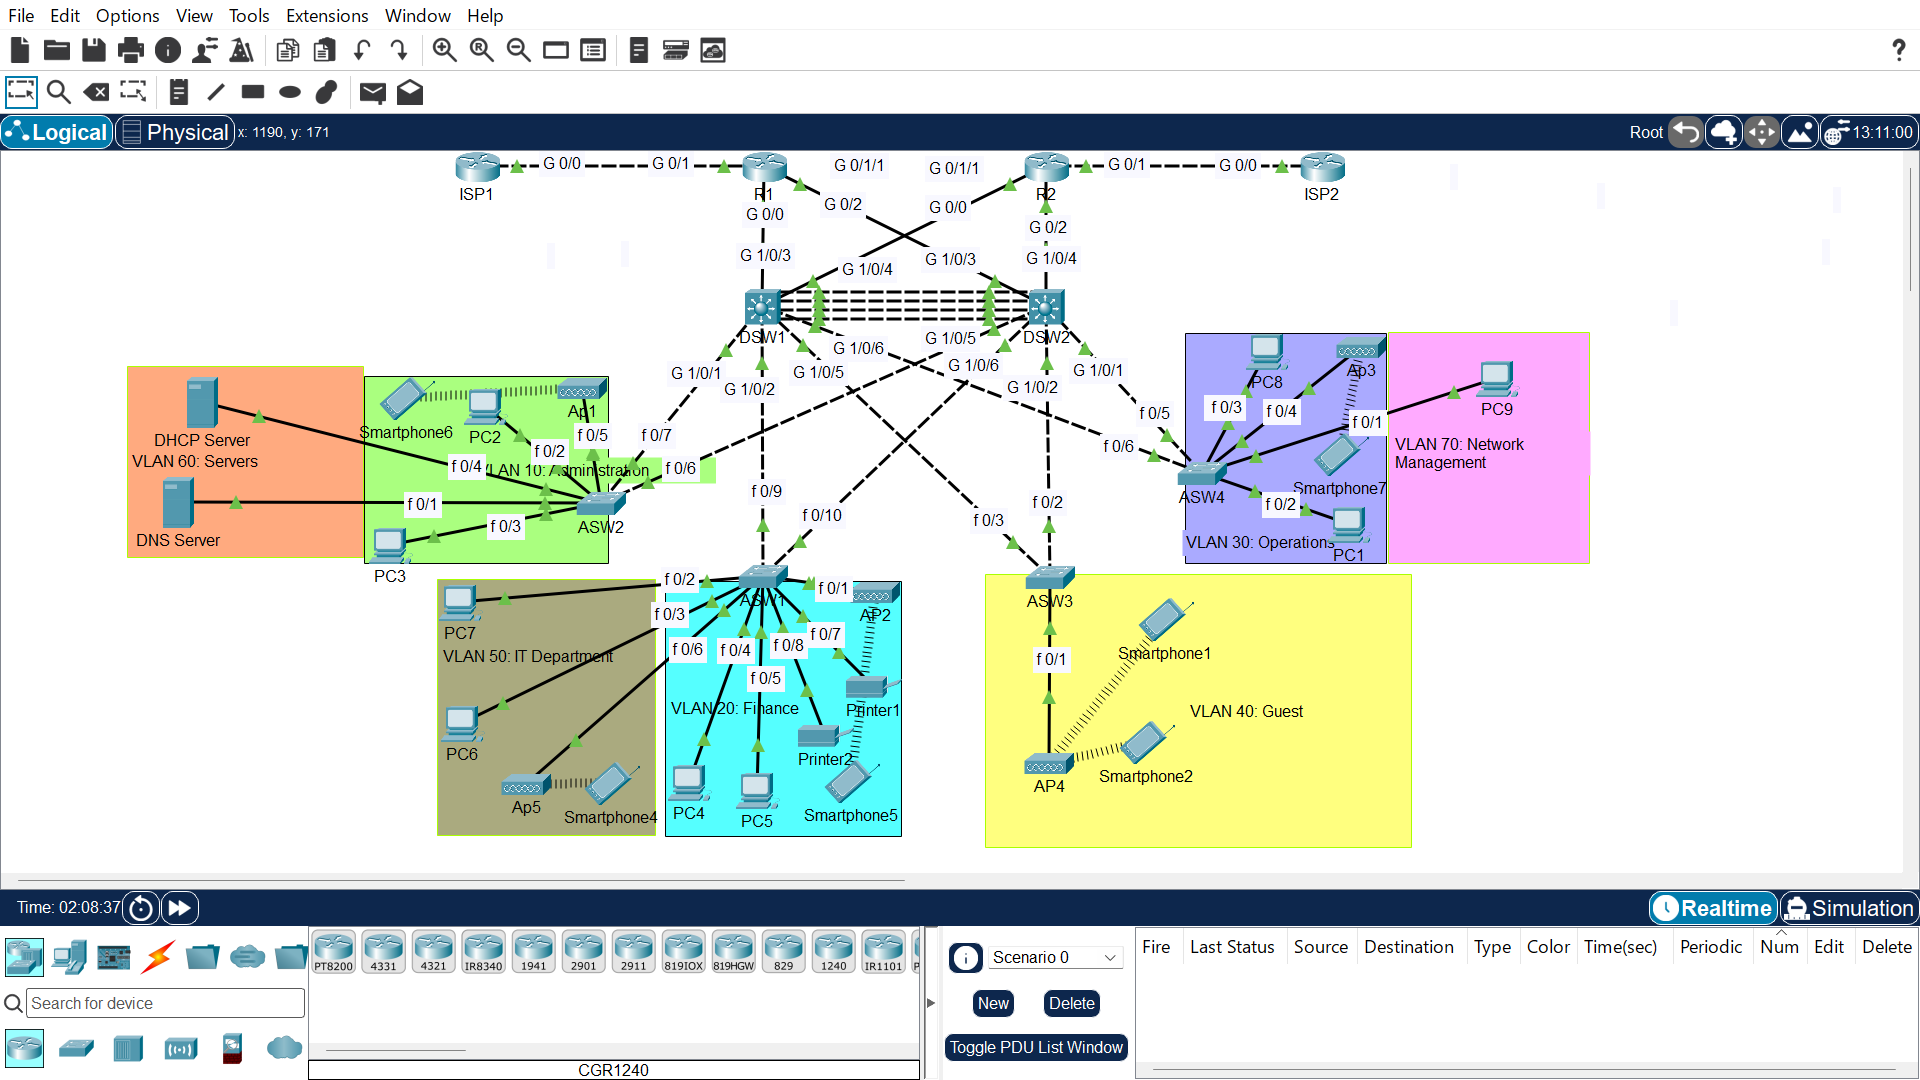 File Edit Options View Tools Extensions Window Help
Logical Physical x: 1190, y: 171 Root 13:11:00
G 0/0 G 0/1 G 0/1/1 G 0/1/1 G 0/1 G 0/0
ISP1 R1 R2 ISP2
G 0/0 G 0/2 G 0/0 G 0/2
G 1/0/3 G 1/0/4 G 1/0/3 G 1/0/4
DSW1 DSW2
G 1/0/6 G 1/0/5
G 1/0/1 G 1/0/2 G 1/0/5 G 1/0/6 G 1/0/2 G 1/0/1
DHCP Server
VLAN 60: Servers
DNS Server
Smartphone6 PC2 Ap1
f 0/2 f 0/5 f 0/7
f 0/4 VLAN 10: Administration f 0/6
f 0/1
f 0/3 ASW2
PC3
f 0/9
f 0/10
f 0/3 f 0/2
f 0/5
f 0/6
PC8 Ap3
f 0/3 f 0/4 f 0/1
ASW4 Smartphone7
f 0/2
VLAN 30: Operations PC1
PC9
VLAN 70: Network
Management
f 0/2 ASW1 f 0/1
PC7 f 0/3 AP2
VLAN 50: IT Department f 0/6 f 0/4 f 0/8 f 0/7
f 0/5
VLAN 20: Finance Printer1
PC6 Printer2
Ap5 Smartphone4 PC4 PC5 Smartphone5
ASW3
f 0/1 Smartphone1
VLAN 40: Guest
AP4 Smartphone2
Time: 02:08:37 Realtime Simulation
PT8200 4331 4321 IR8340 1941 2901 2911 819IOX 819HGW 829 1240 IR1101
Search for device
CGR1240
Scenario 0
New Delete
Toggle PDU List Window
Fire Last Status Source Destination Type Color Time(sec) Periodic Num Edit Delete